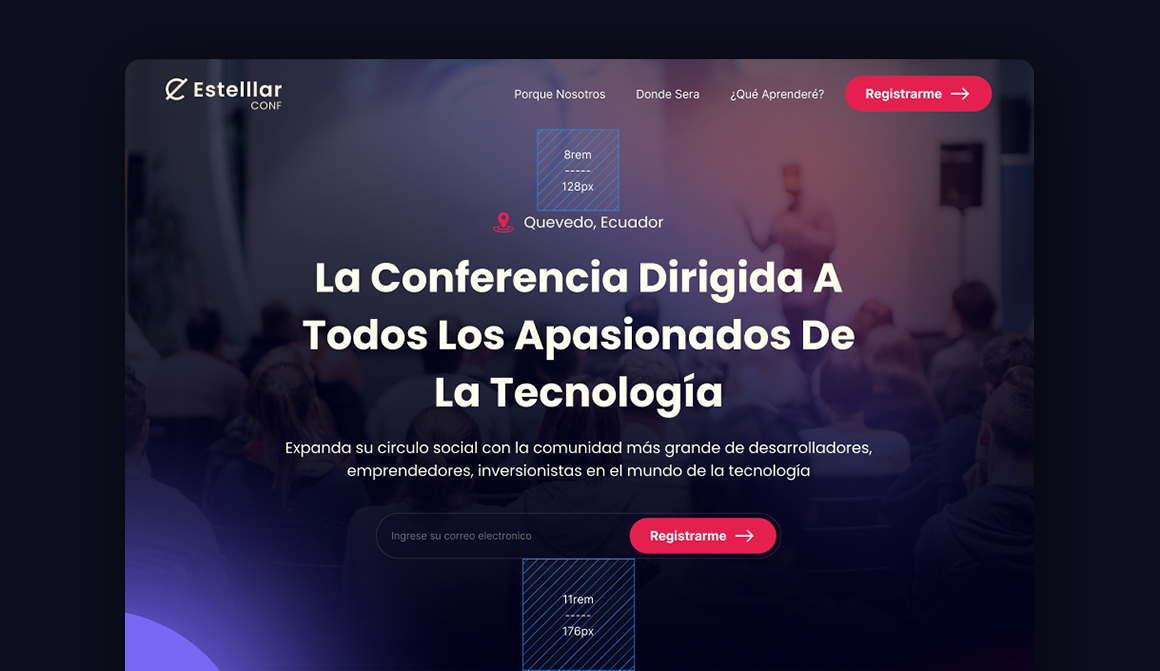 Estelllar
CONF
Porque Nosotros
Donde Sera
¿Qué Aprenderé?
Registrarme
8rem
-----
128px
Quevedo, Ecuador
La Conferencia Dirigida A
Todos Los Apasionados De
La Tecnología
Expanda su circulo social con la comunidad más grande de desarrolladores,
emprendedores, inversionistas en el mundo de la tecnología
Ingrese su correo electronico
Registrarme
11rem
-----
176px